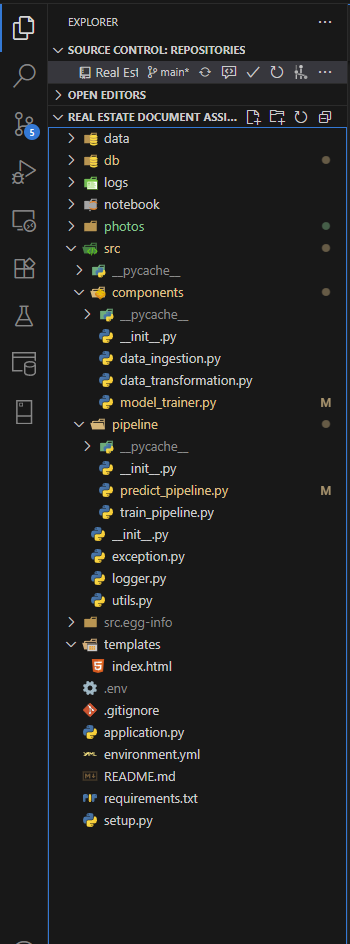 EXPLORER
SOURCE CONTROL: REPOSITORIES
Real Est main*
OPEN EDITORS
REAL ESTATE DOCUMENT ASSI...
data
db
logs
notebook
photos
src
__pycache__
components
__pycache__
__init__.py
data_ingestion.py
data_transformation.py
model_trainer.py M
pipeline
__pycache__
__init__.py
predict_pipeline.py M
train_pipeline.py
__init__.py
exception.py
logger.py
utils.py
src.egg-info
templates
index.html
.env
.gitignore
application.py
environment.yml
README.md
requirements.txt
setup.py
5